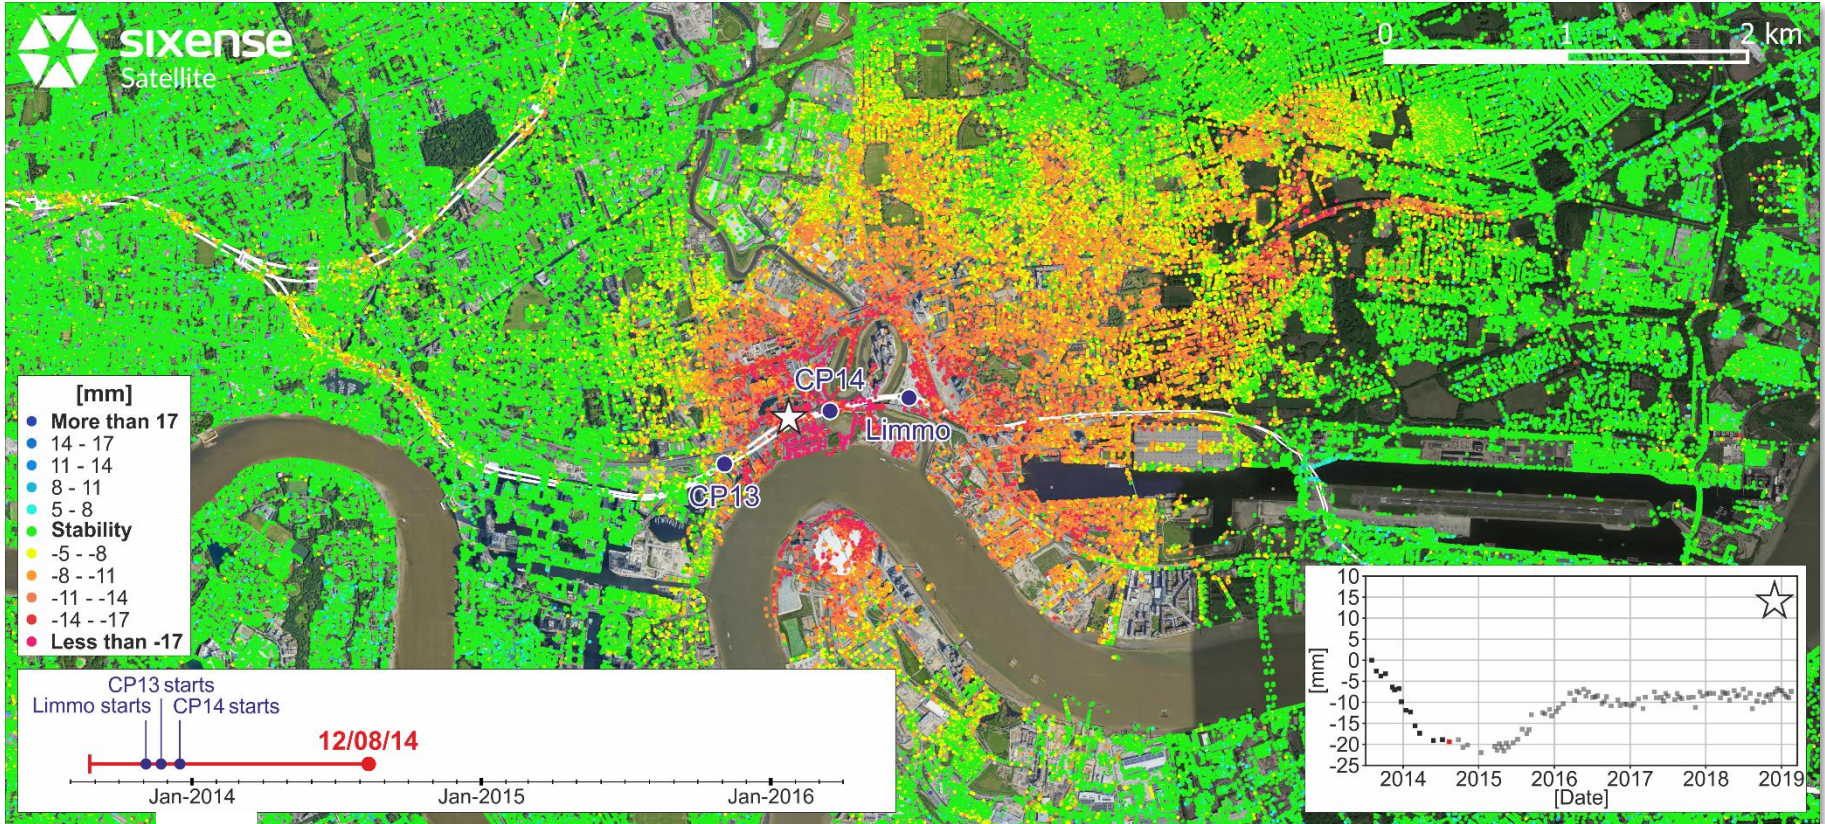 sixense
Satellite
0 1 2 km
CP14
Limmo
CP13
[mm]
More than 17
14 - 17
11 - 14
8 - 11
5 - 8
Stability
-5 - -8
-8 - -11
-11 - -14
-14 - -17
Less than -17
CP13 starts
Limmo starts CP14 starts
12/08/14
Jan-2014 Jan-2015 Jan-2016
10
15
10
5
0
-5
-10
-15
-20
-25
[mm]
2014 2015 2016 2017 2018 2019
[Date]